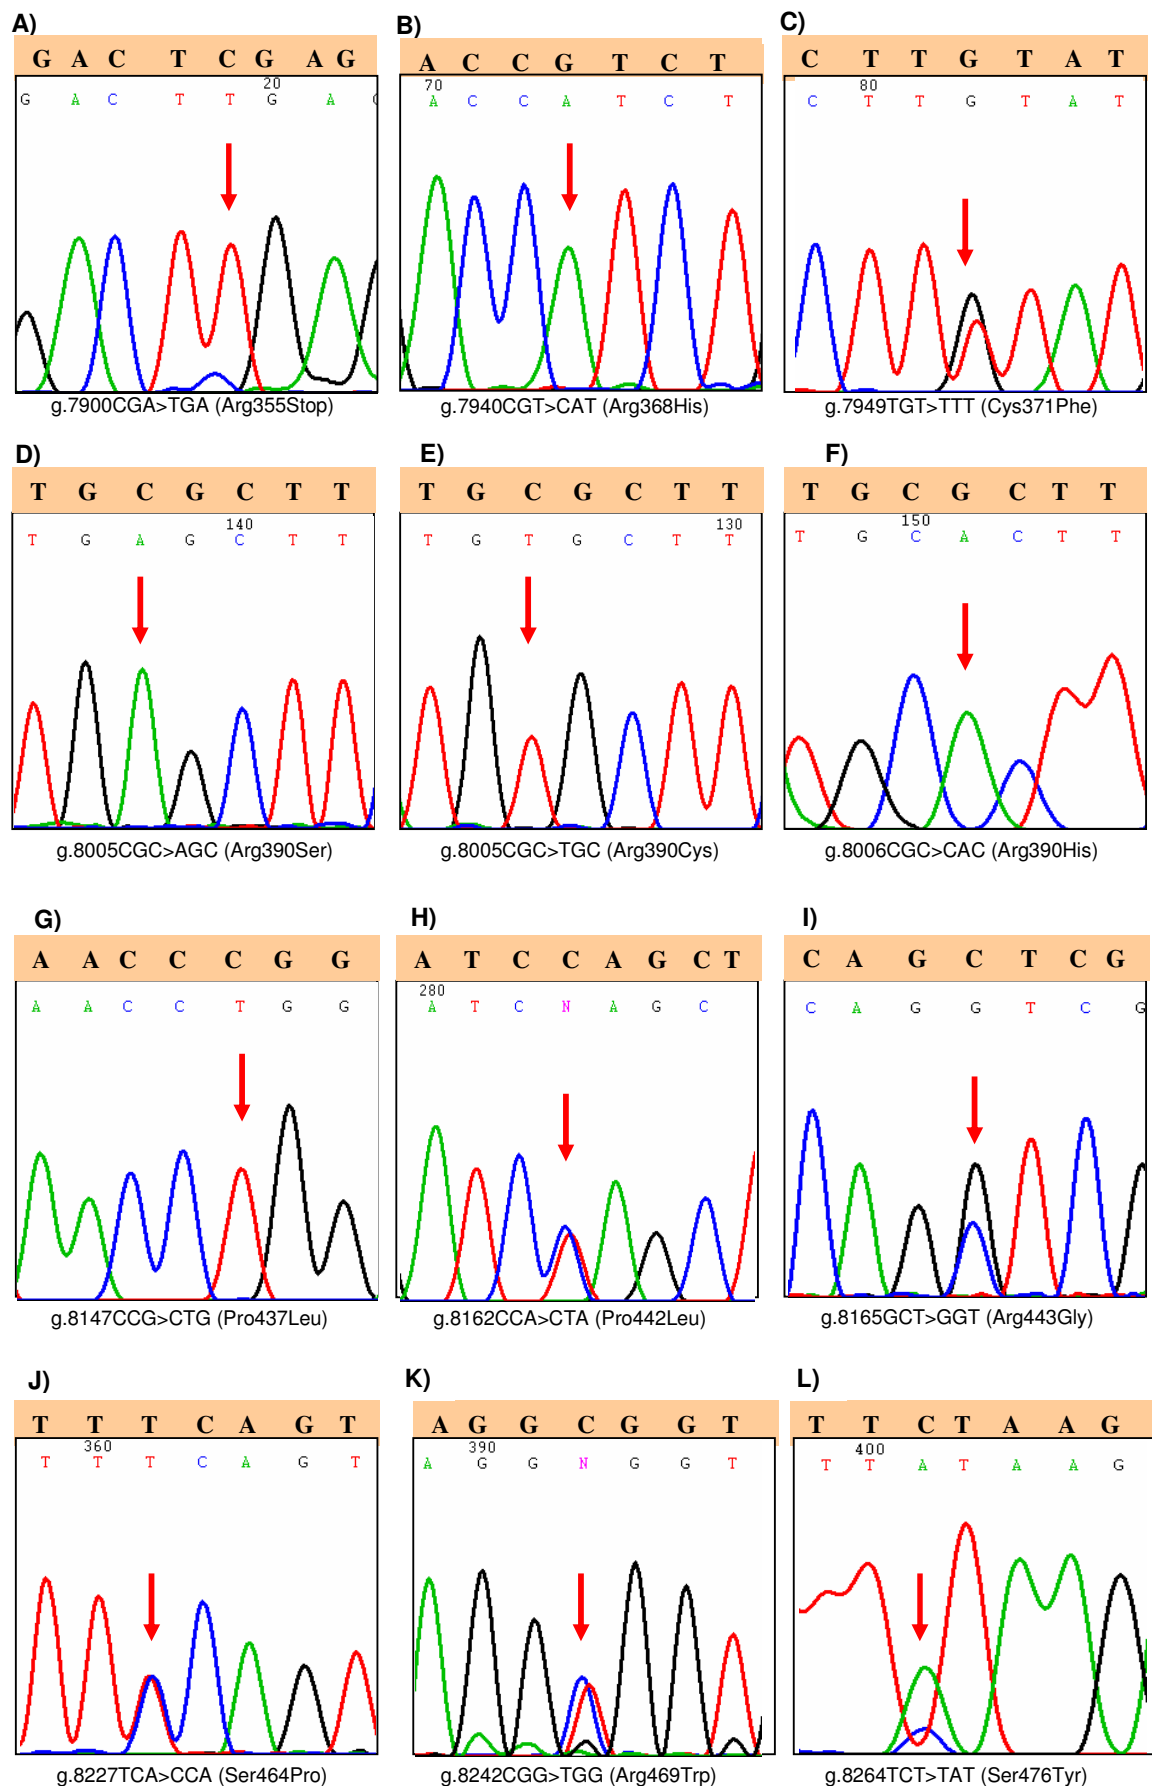 A)
G A C T C G A G
20
G A C T T G A G
g.7900CGA>TGA (Arg355Stop)
B)
A C C G T C T
70
A C C A T C T
g.7940CGT>CAT (Arg368His)
C)
C T T G T A T
80
C T T G T A T
g.7949TGT>TTT (Cys371Phe)
D)
T G C G C T T
140
T G A G C T T
g.8005CGC>AGC (Arg390Ser)
E)
T G C G C T T
130
T G T G C T T
g.8005CGC>TGC (Arg390Cys)
F)
T G C G C T T
150
T G C A C T T
g.8006CGC>CAC (Arg390His)
G)
A A C C C G G
A A C C T G G
g.8147CCG>CTG (Pro437Leu)
H)
A T C C A G C T
280
A T C N A G C
g.8162CCA>CTA (Pro442Leu)
I)
C A G C T C G
C A G G T C G
g.8165GCT>GGT (Arg443Gly)
J)
T T T C A G T
360
T T T C A G T
g.8227TCA>CCA (Ser464Pro)
K)
A G G C G G T
390
A G G N G G T
g.8242CGG>TGG (Arg469Trp)
L)
T T C T A A G
400
T T A T A A G
g.8264TCT>TAT (Ser476Tyr)